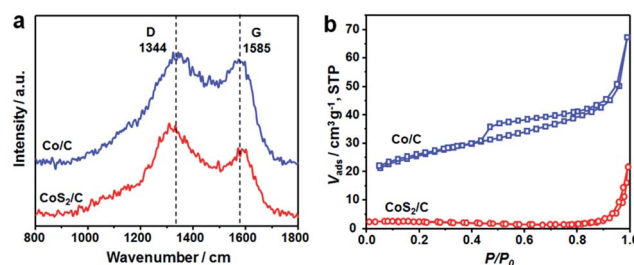 a
D
1344
G
1585
Co/C
CoS2/C
Intensity / a.u.
800 1000 1200 1400 1600 1800
Wavenumber / cm
b
70
60
50
40
30
20
10
0
Vads / cm3 g-1, STP
Co/C
CoS2/C
0.0 0.2 0.4 0.6 0.8 1.0
P/P0